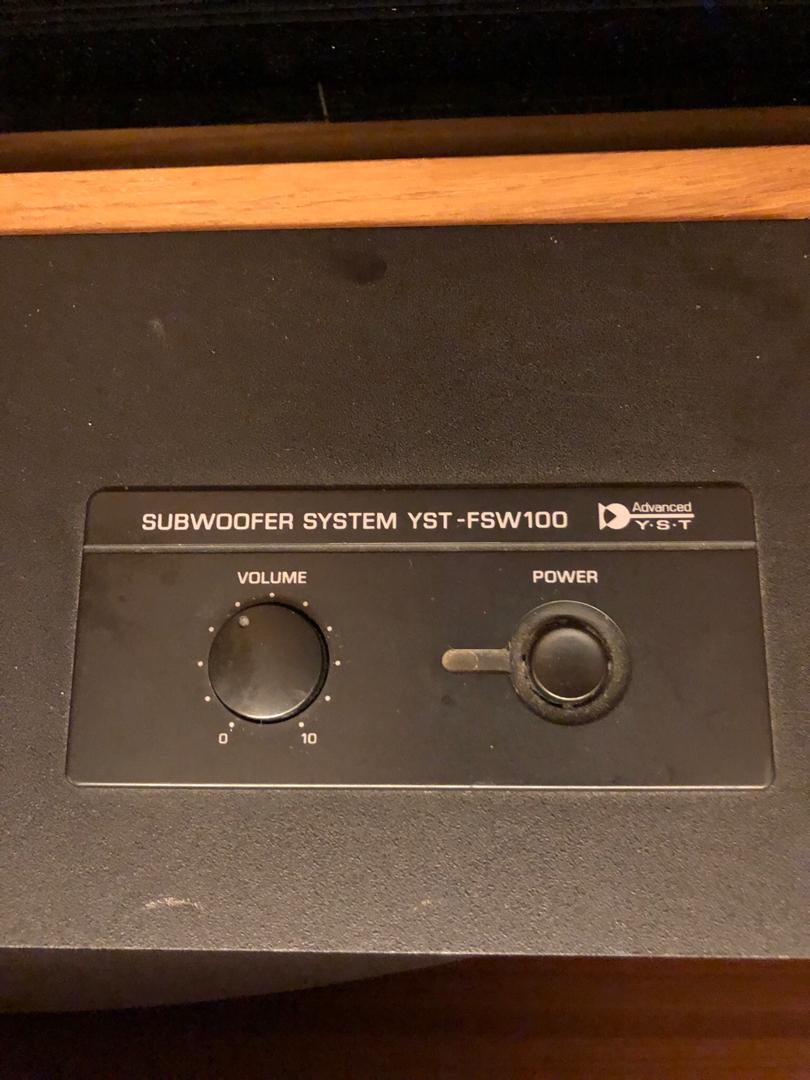 SUBWOOFER SYSTEM YST-FSW100 Advanced
Y·S·T
VOLUME POWER
0 10